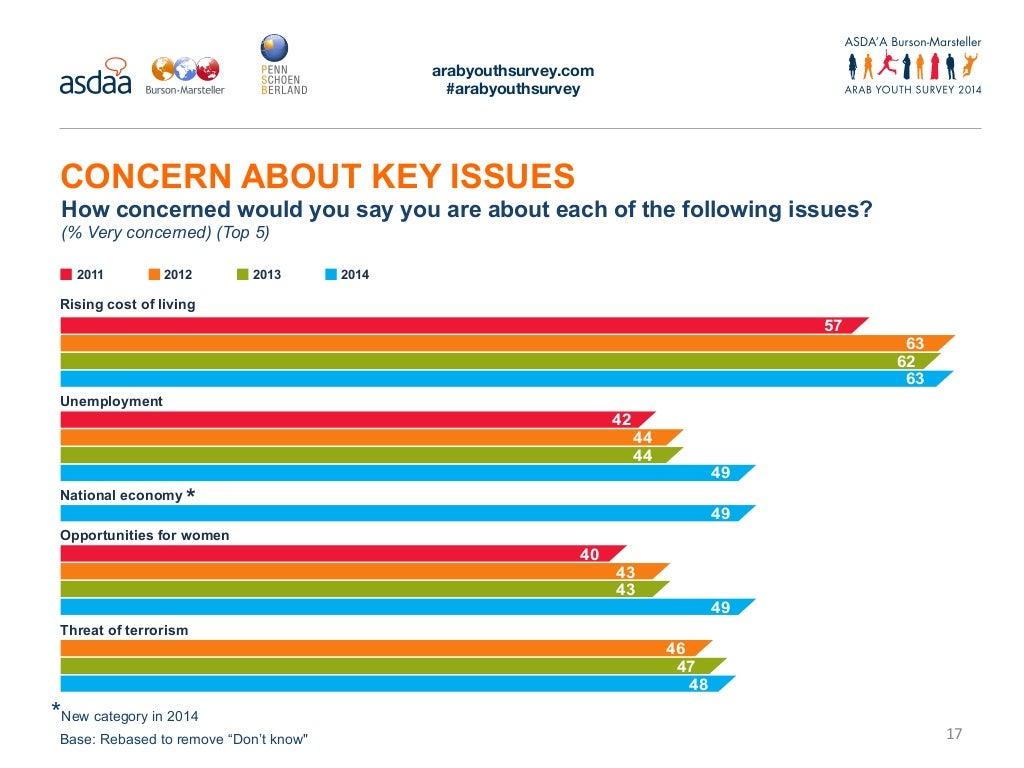 asdaa
Burson·Marsteller
PENN
SCHOEN
BERLAND
arabyouthsurvey.com
#arabyouthsurvey
ASDA'A Burson-Marsteller
ARAB YOUTH SURVEY 2014
CONCERN ABOUT KEY ISSUES
How concerned would you say you are about each of the following issues?
(% Very concerned) (Top 5)
2011 2012 2013 2014
Rising cost of living
57
63
62
63
Unemployment
42
44
44
49
National economy *
49
Opportunities for women
40
43
43
49
Threat of terrorism
46
47
48
*New category in 2014
Base: Rebased to remove “Don’t know"
17